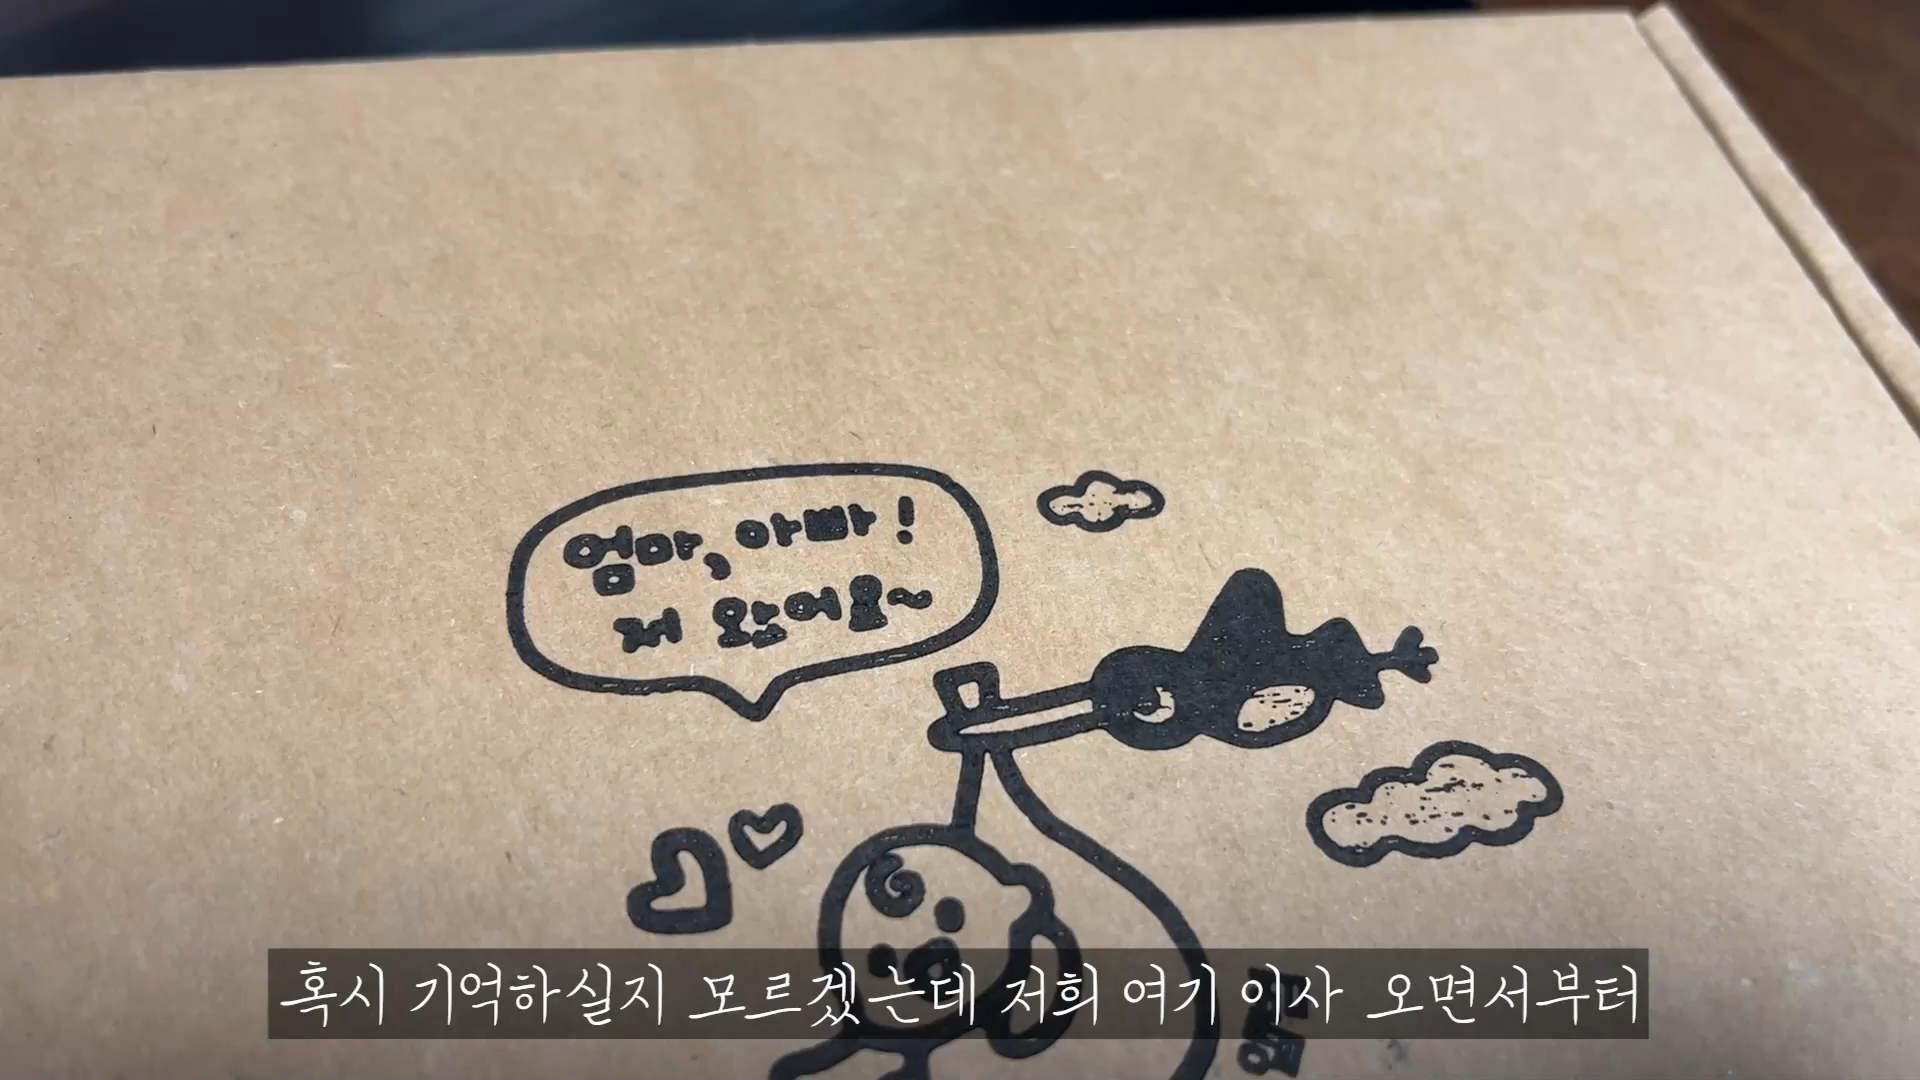 엄마, 아빠!
저 왔어요~
혹시 기억하실지 모르겠는데 저희 여기 이사 오면서부터